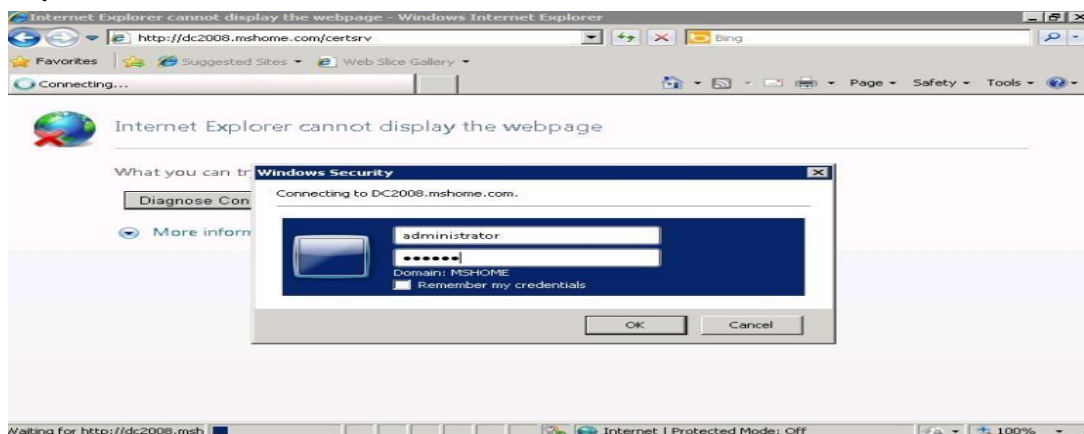 Internet Explorer cannot display the webpage - Windows Internet Explorer
http://dc2008.mshome.com/certsrv
Bing
Favorites Suggested Sites Web Slice Gallery
Connecting... Page Safety Tools
Internet Explorer cannot display the webpage
What you can
Windows Security
Connecting to DC2008.mshome.com.
Diagnose Con
More inform
administrator
Domain: MSHOME
Remember my credentials
OK Cancel
Waiting for http://dc2008.msh Internet | Protected Mode: Off 100%